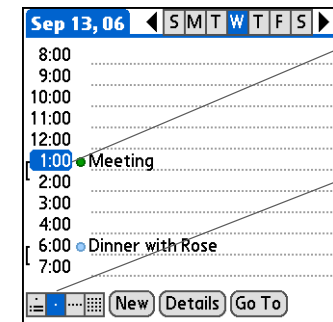 Sep 13, 06 S M T W T F S
8:00
9:00
10:00
11:00
12:00
1:00 Meeting
2:00
3:00
4:00
6:00 Dinner with Rose
7:00
New Details Go To